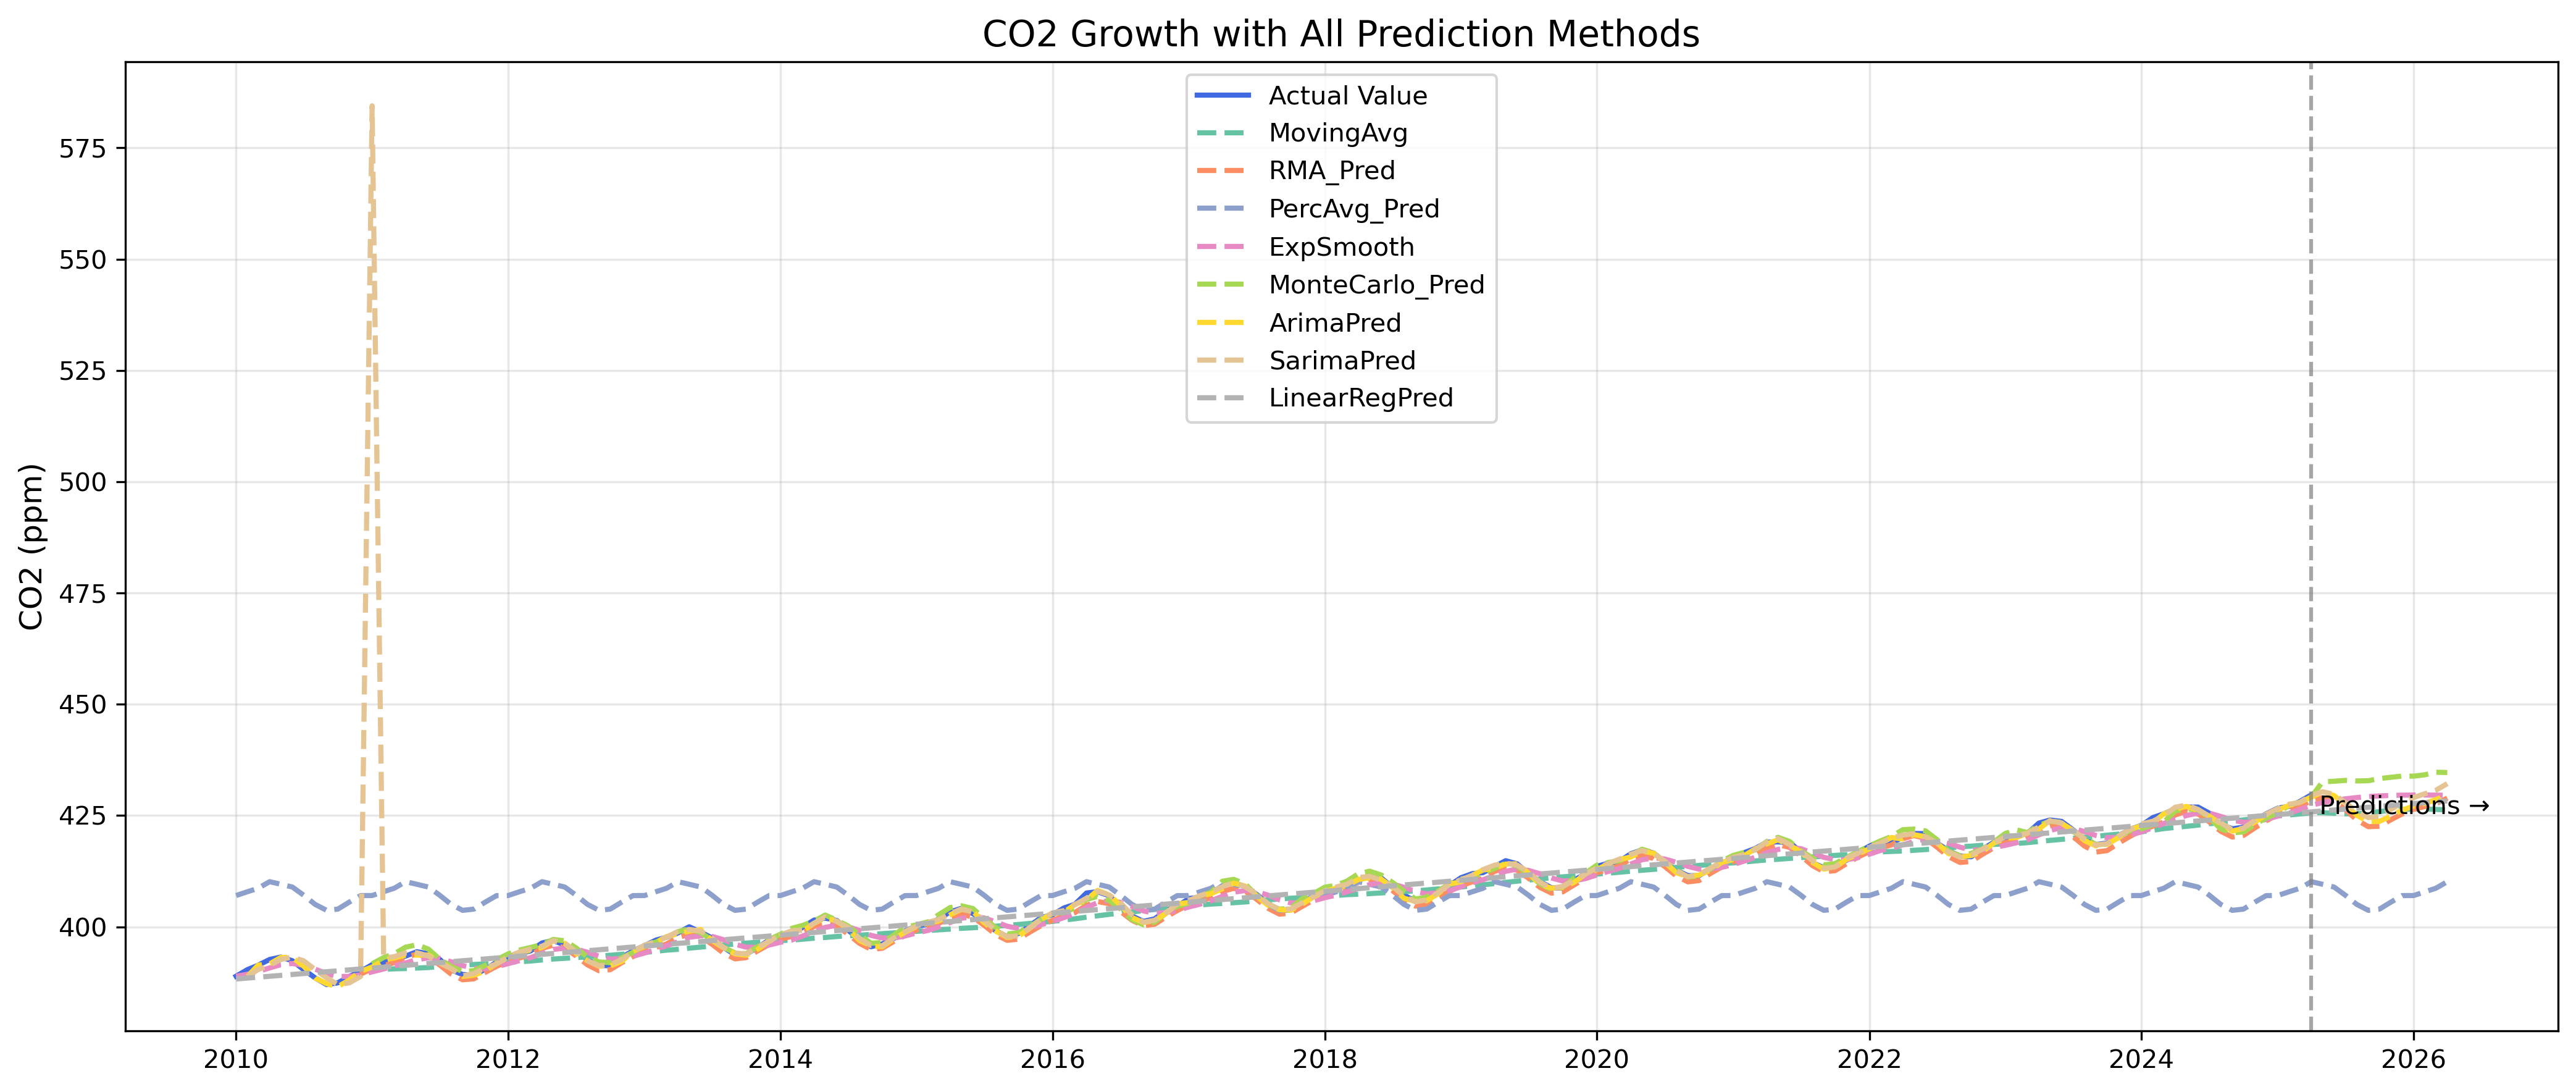 CO2 Growth with All Prediction Methods
CO2 (ppm)
575
550
525
500
475
450
425
400
Actual Value
MovingAvg
RMA_Pred
PercAvg_Pred
ExpSmooth
MonteCarlo_Pred
ArimaPred
SarimaPred
LinearRegPred
Predictions →
2010 2012 2014 2016 2018 2020 2022 2024 2026